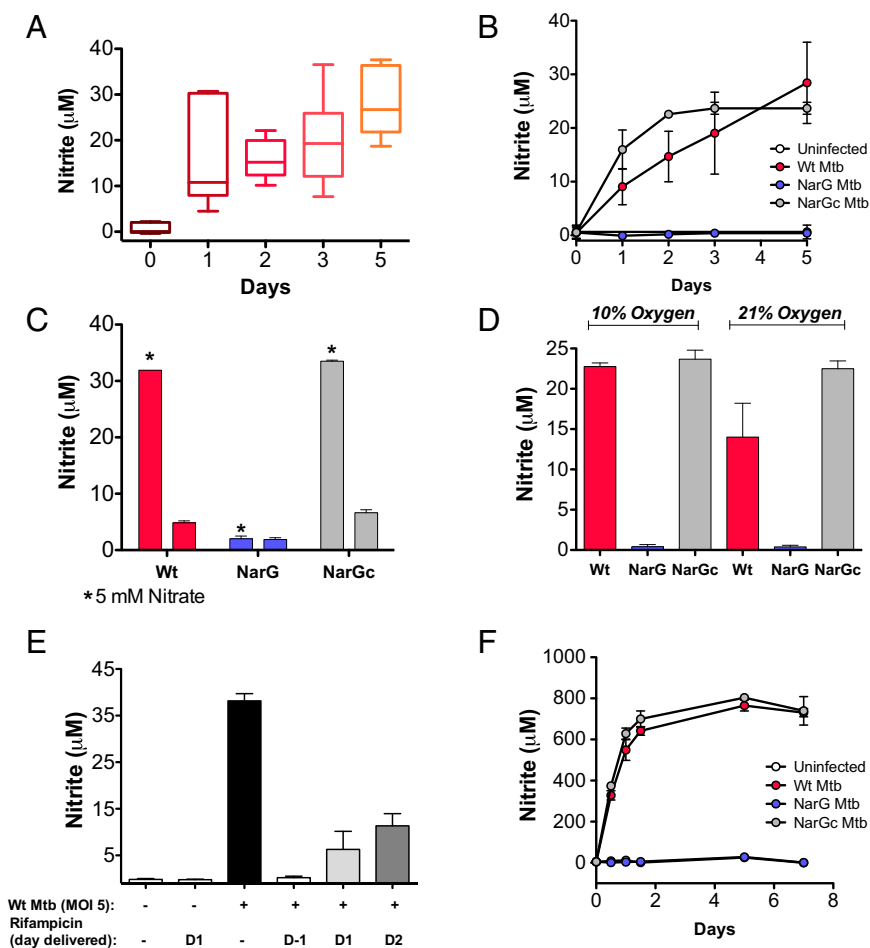 A
Nitrite (µM)
40
30
20
10
0
0 1 2 3 5
Days
B
Nitrite (µM)
40
30
20
10
0
0 1 2 3 4 5
Days
Uninfected
Wt Mtb
NarG Mtb
NarGc Mtb
C
Nitrite (µM)
40
30
20
10
0
* * *
Wt NarG NarGc
*5 mM Nitrate
D
10% Oxygen 21% Oxygen
Nitrite (µM)
25
20
15
10
5
0
Wt NarG NarGc Wt NarG NarGc
E
Nitrite (µM)
45
35
25
15
5
Wt Mtb (MOI 5): - - + + + +
Rifampicin
(day delivered): - D1 - D-1 D1 D2
F
Nitrite (µM)
1000
800
600
400
200
0
0 2 4 6 8
Days
Uninfected
Wt Mtb
NarG Mtb
NarGc Mtb